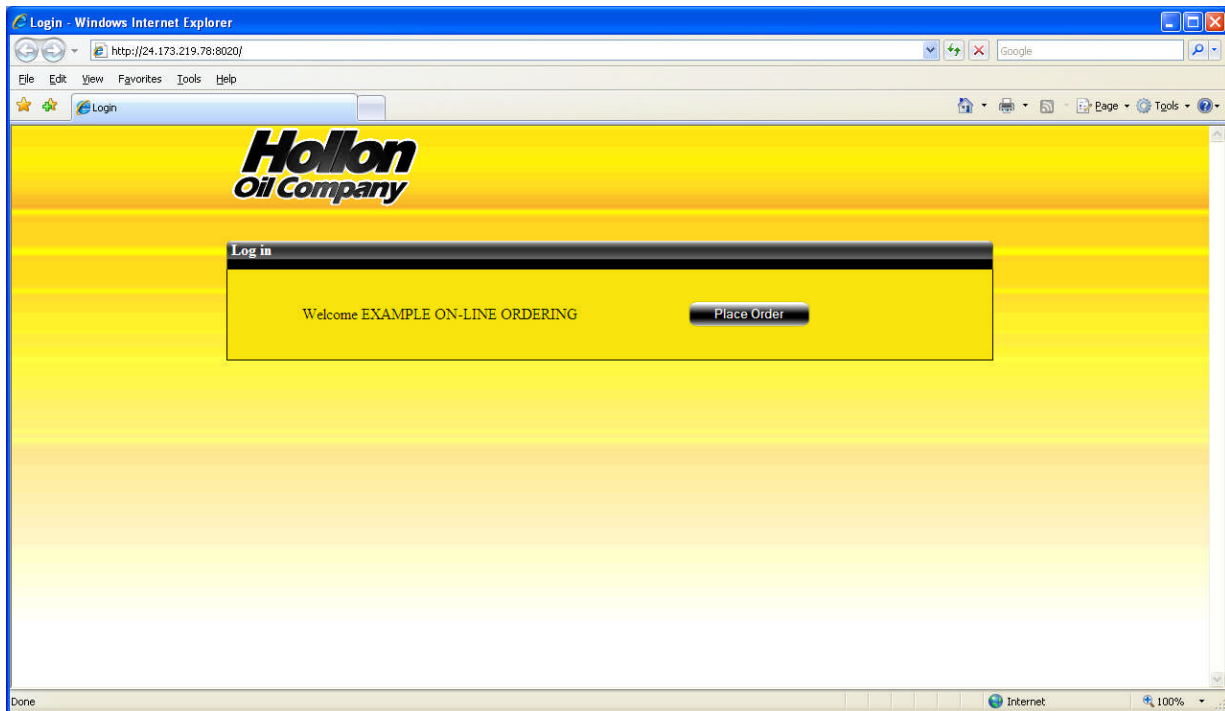 Login - Windows Internet Explorer
http://24.173.219.78:8020/
Google
File Edit View Favorites Tools Help
Login
Page Tools
Hollon
Oil Company
Log in
Welcome EXAMPLE ON-LINE ORDERING
Place Order
Done
Internet
100%